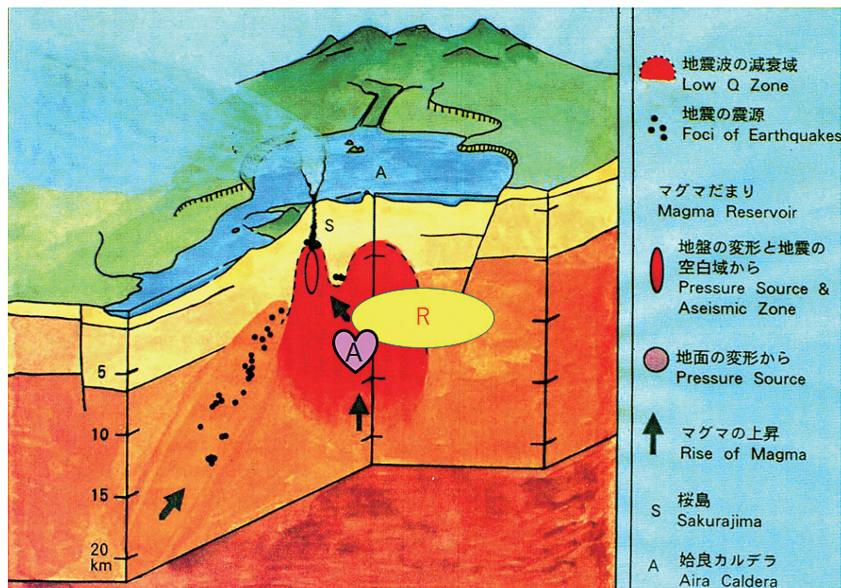 A
S
R
A
5
10
15
20
km
地震波の減衰域
Low Q Zone
地震の震源
Foci of Earthquakes
マグマだまり
Magma Reservoir
地盤の変形と地震の
空白域から
Pressure Source &
Aseismic Zone
地面の変形から
Pressure Source
マグマの上昇
Rise of Magma
S 桜島
Sakurajima
A 姶良カルデラ
Aira Caldera